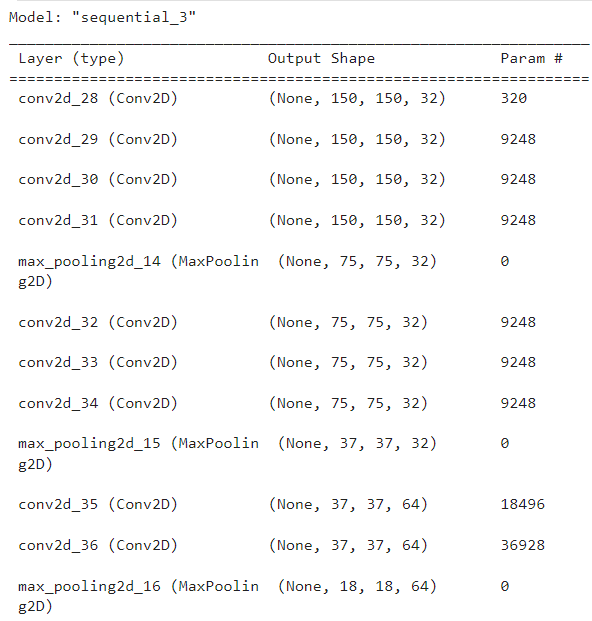 Model: "sequential_3"
Layer (type) Output Shape Param #
conv2d_28 (Conv2D) (None, 150, 150, 32) 320
conv2d_29 (Conv2D) (None, 150, 150, 32) 9248
conv2d_30 (Conv2D) (None, 150, 150, 32) 9248
conv2d_31 (Conv2D) (None, 150, 150, 32) 9248
max_pooling2d_14 (MaxPoolin (None, 75, 75, 32) 0
g2D)
conv2d_32 (Conv2D) (None, 75, 75, 32) 9248
conv2d_33 (Conv2D) (None, 75, 75, 32) 9248
conv2d_34 (Conv2D) (None, 75, 75, 32) 9248
max_pooling2d_15 (MaxPoolin (None, 37, 37, 32) 0
g2D)
conv2d_35 (Conv2D) (None, 37, 37, 64) 18496
conv2d_36 (Conv2D) (None, 37, 37, 64) 36928
max_pooling2d_16 (MaxPoolin (None, 18, 18, 64) 0
g2D)